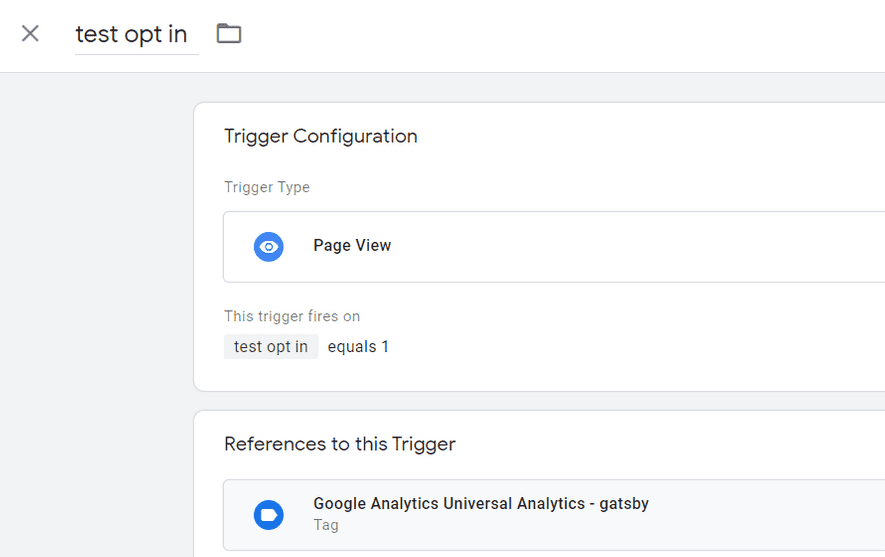 test opt in
Trigger Configuration
Trigger Type
Page View
This trigger fires on
test opt in equals 1
References to this Trigger
Google Analytics Universal Analytics - gatsby
Tag